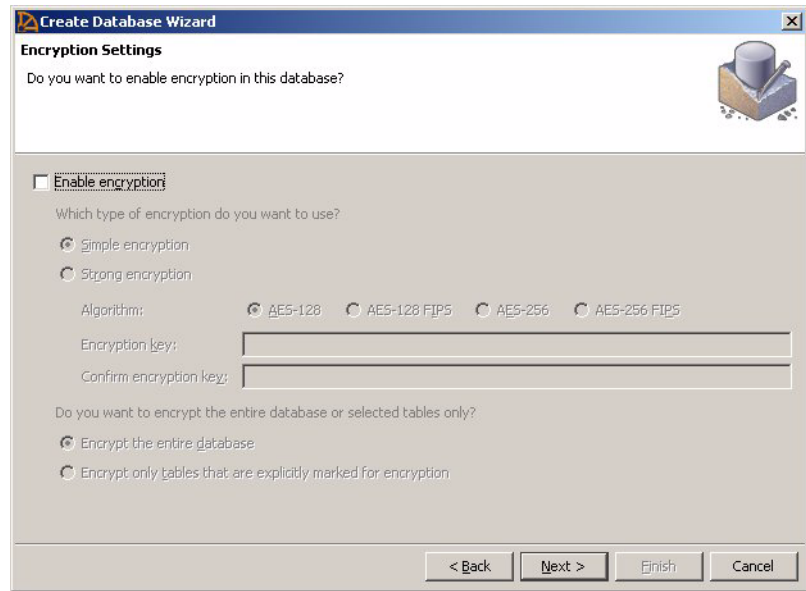 Create Database Wizard
Encryption Settings
Do you want to enable encryption in this database?
Enable encryption
Which type of encryption do you want to use?
Simple encryption
Strong encryption
Algorithm: AES-128 AES-128 FIPS AES-256 AES-256 FIPS
Encryption key:
Confirm encryption key:
Do you want to encrypt the entire database or selected tables only?
Encrypt the entire database
Encrypt only tables that are explicitly marked for encryption
< Back Next > Finish Cancel